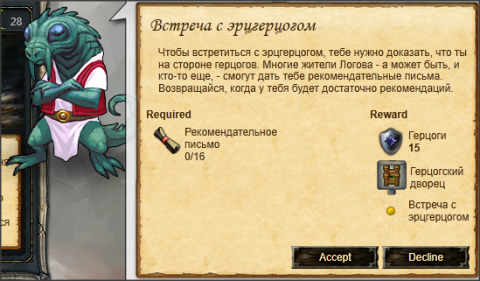 28
Встреча с эрцгерцогом
Чтобы встретиться с эрцгерцогом, тебе нужно доказать, что ты
на стороне герцогов. Многие жители Логова - а может быть, и
кто-то еще, - смогут дать тебе рекомендательные письма.
Возвращайся, когда у тебя будет достаточно рекомендаций.
Required
Рекомендательное
письмо
0/16
Reward
Герцоги
15
Герцогский
дворец
Встреча с
эрцгерцогом
Accept
Decline